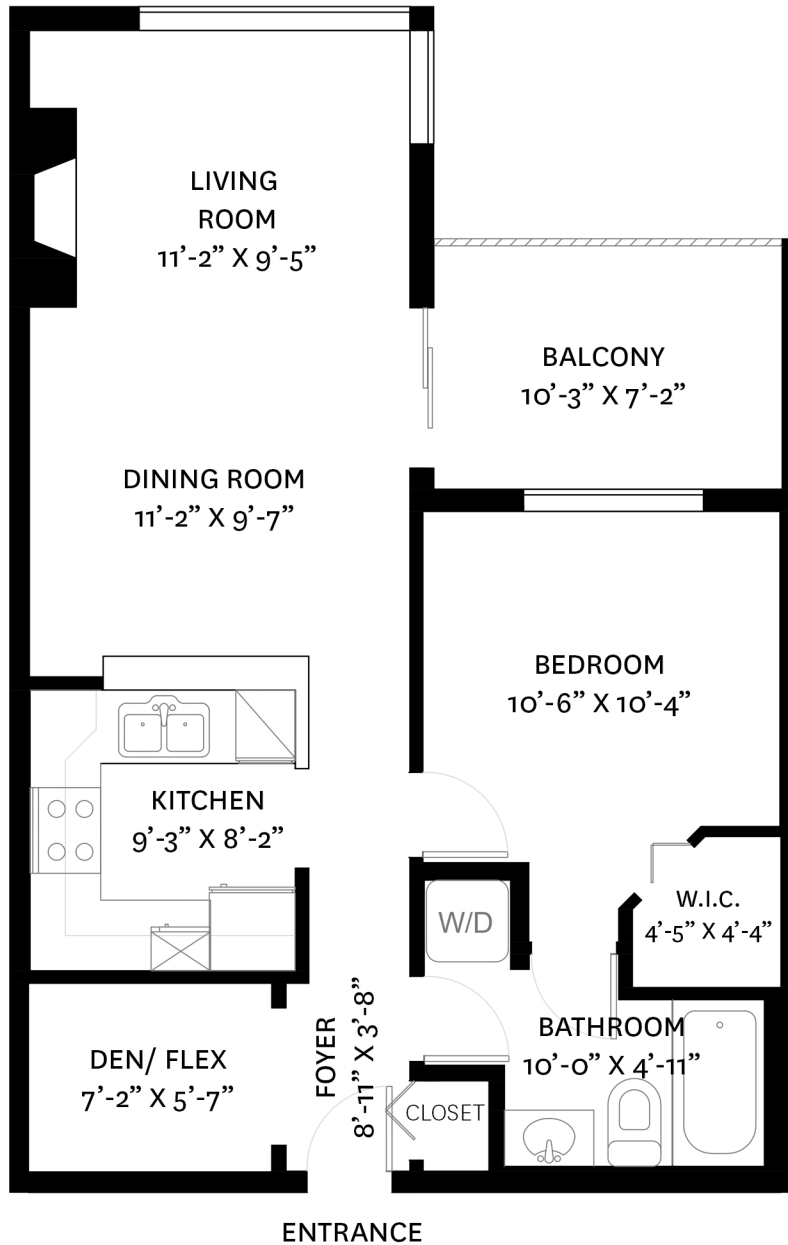 LIVING
ROOM
11’-2” X 9’-5”
BALCONY
10’-3” X 7’-2”
DINING ROOM
11’-2” X 9’-7”
BEDROOM
10’-6” X 10’-4”
KITCHEN
9’-3” X 8’-2”
W.I.C.
4’-5” X 4’-4”
W/D
FOYER
8’-11” X 3’-8”
BATHROOM
10’-0” X 4’-11”
DEN/ FLEX
7’-2” X 5’-7”
CLOSET
ENTRANCE